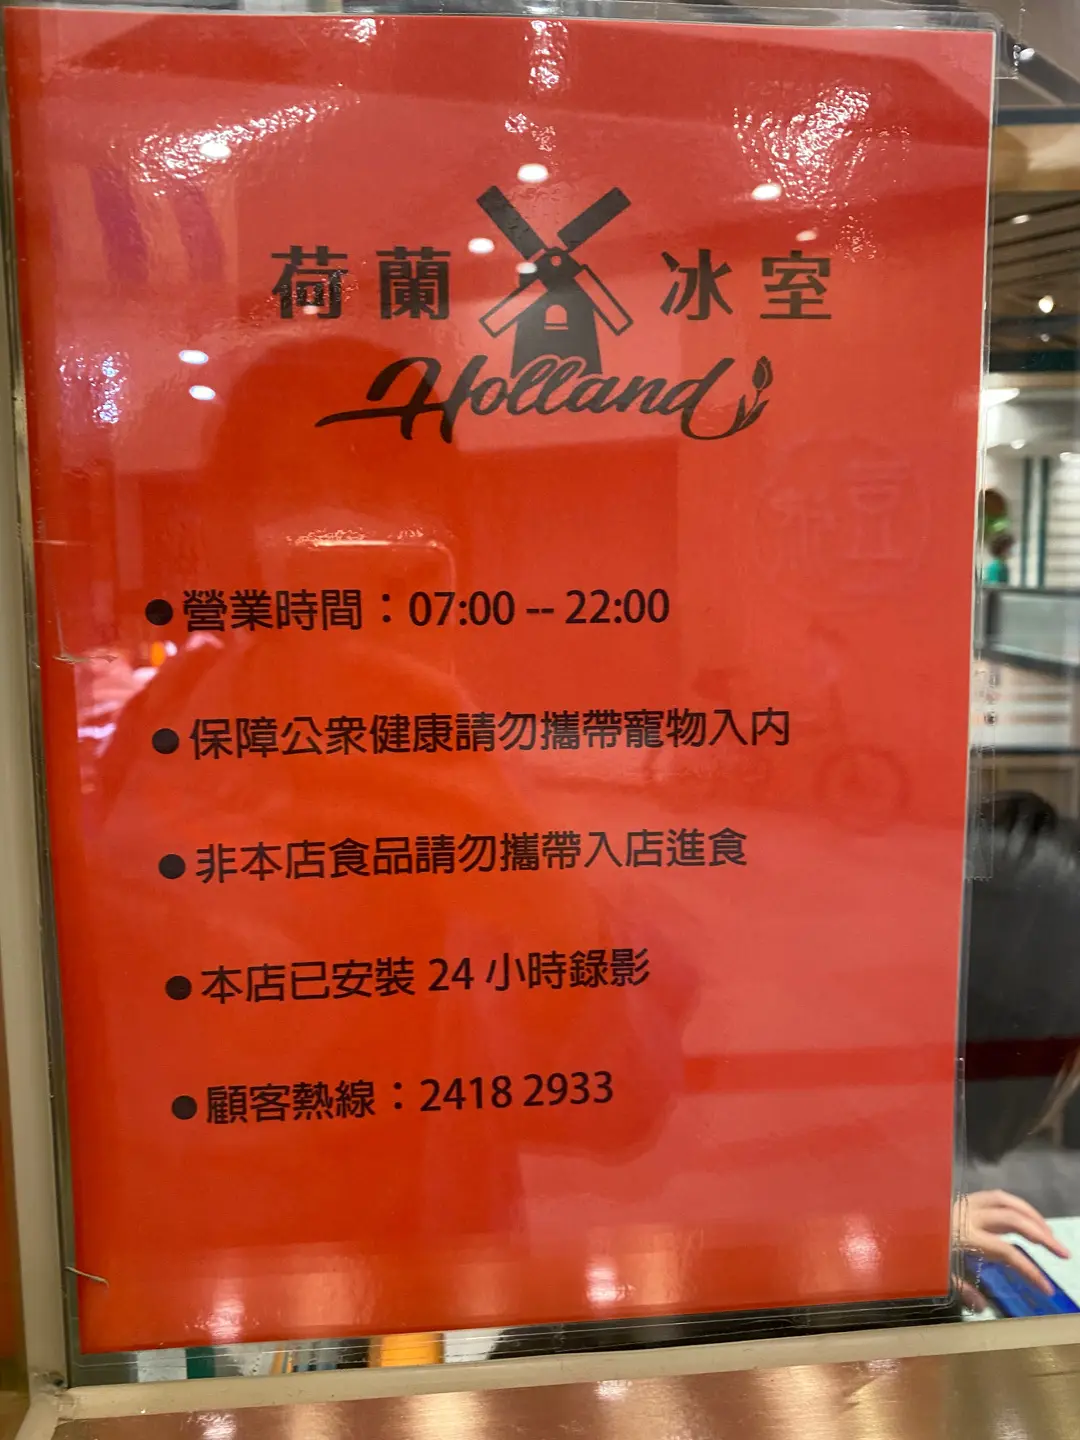 荷蘭 冰室
Holland
●營業時間：07:00 -- 22:00
●保障公眾健康請勿攜帶寵物入內
●非本店食品請勿攜帶入店進食
●本店已安裝 24 小時錄影
●顧客熱線：2418 2933